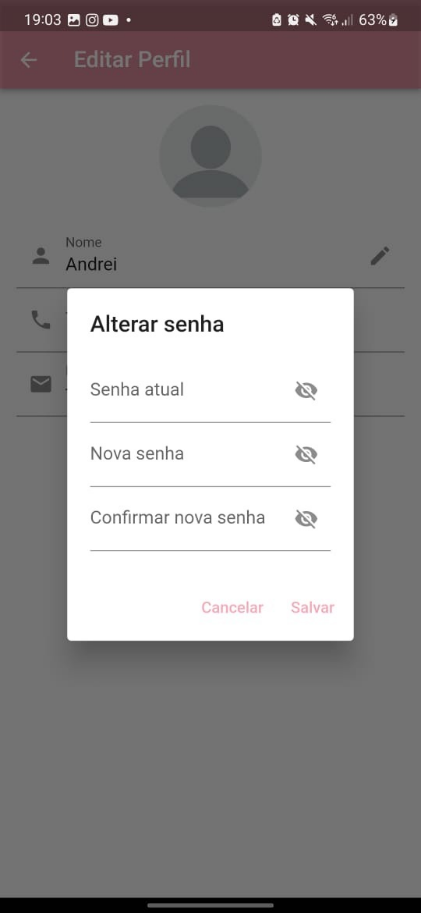 19:03 63%
Editar Perfil
Nome
Andrei
Alterar senha
Senha atual
Nova senha
Confirmar nova senha
Cancelar Salvar